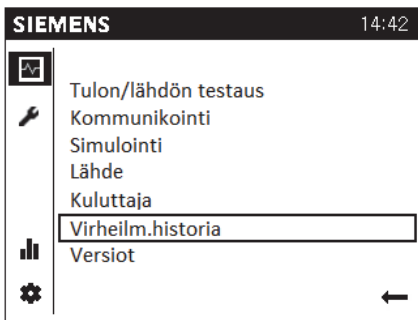 SIEMENS 14:42
Tulon/lähdön testaus
Kommunikointi
Simulointi
Lähde
Kuluttaja
Virheilm.historia
Versiot